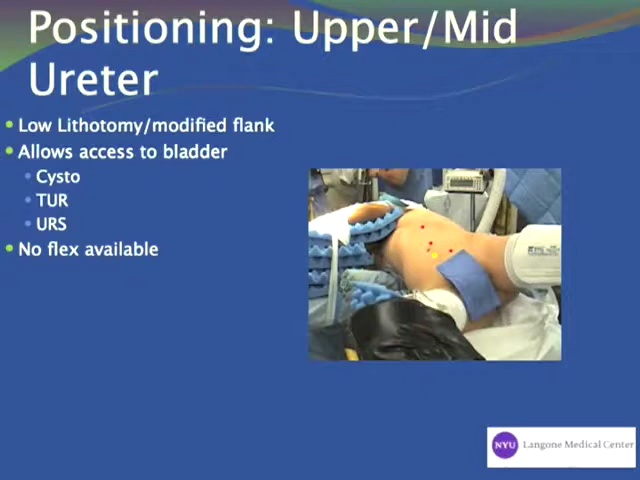 Positioning: Upper/Mid
Ureter
Low Lithotomy/modified flank
Allows access to bladder
Cysto
TUR
URS
No flex available
NYU Langone Medical Center